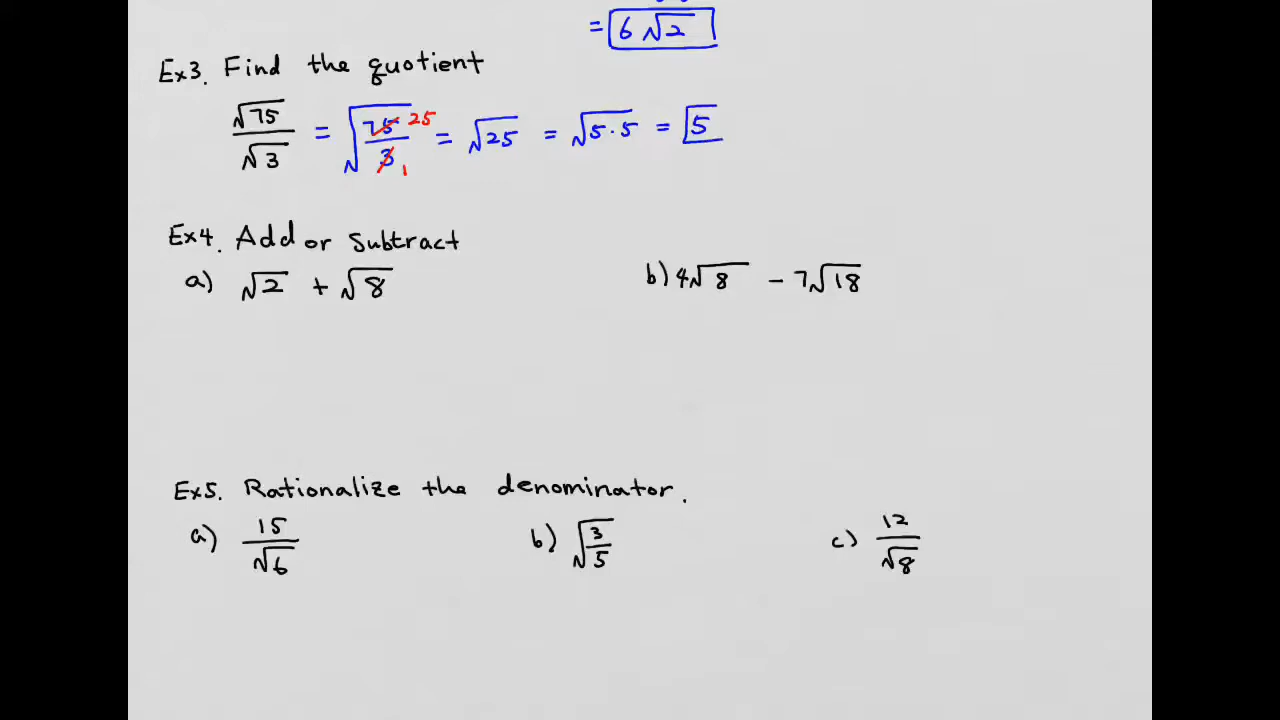 = 6√2
Ex3. Find the quotient
√75/√3 = √(75/3) 25 1 = √25 = √5·5 = 5
Ex4. Add or Subtract
a) √2 + √8 b) 4√8 - 7√18
Ex5. Rationalize the denominator.
a) 15/√6 b) √(3/5) c) 12/√8